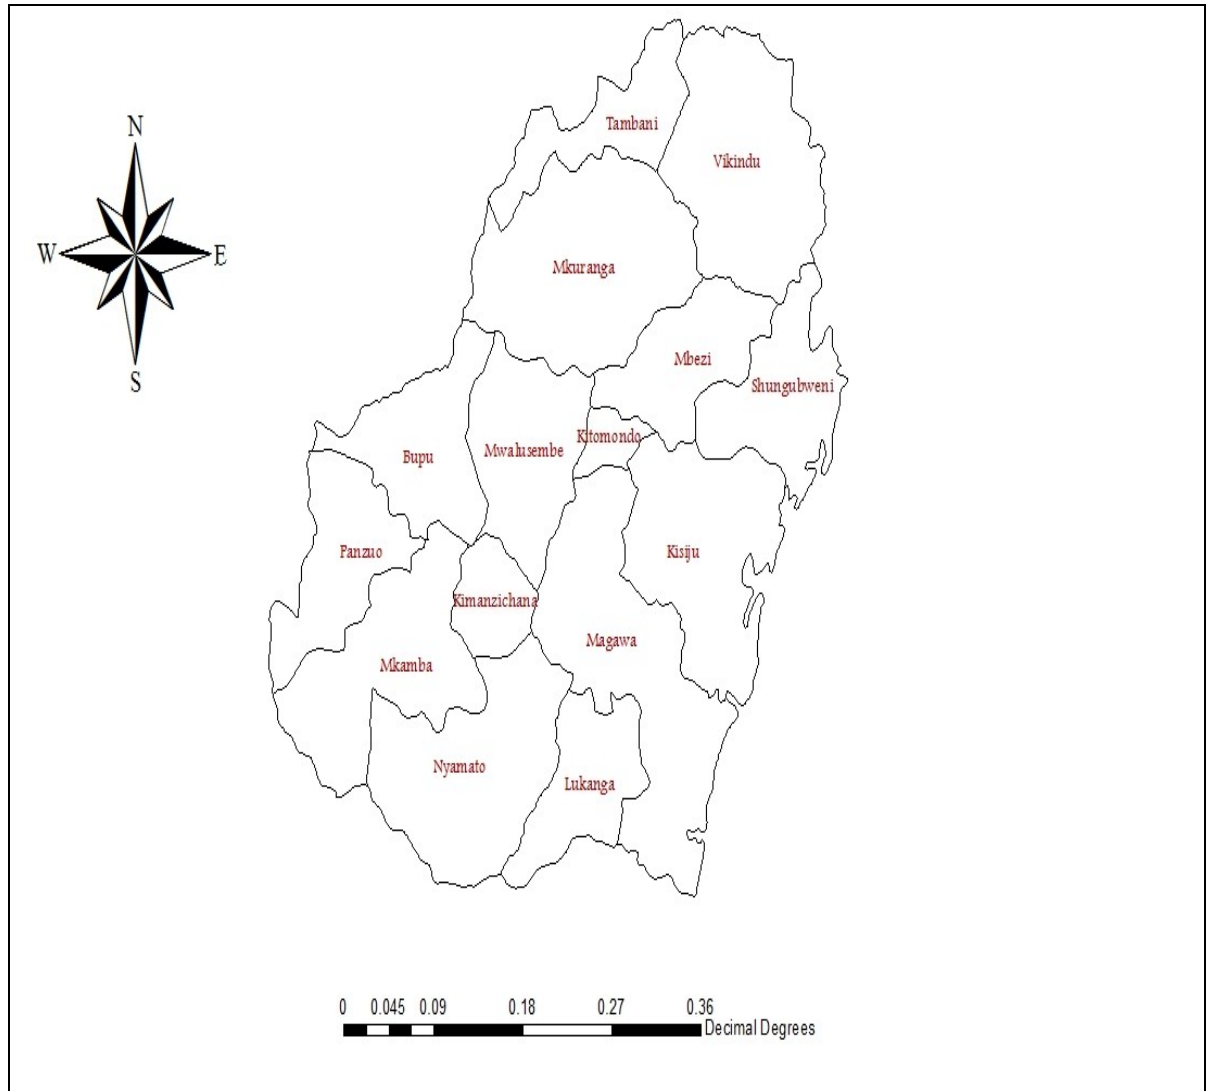 N
W
E
S
Tambani
Vikindu
Mkuranga
Mbezi
Shungubweni
Kitomondo
Mwalusembe
Bupu
Panzuo
Kisiju
Kimanzichana
Magawa
Mkamba
Nyamato
Lukanga
0 0.045 0.09 0.18 0.27 0.36
Decimal Degrees